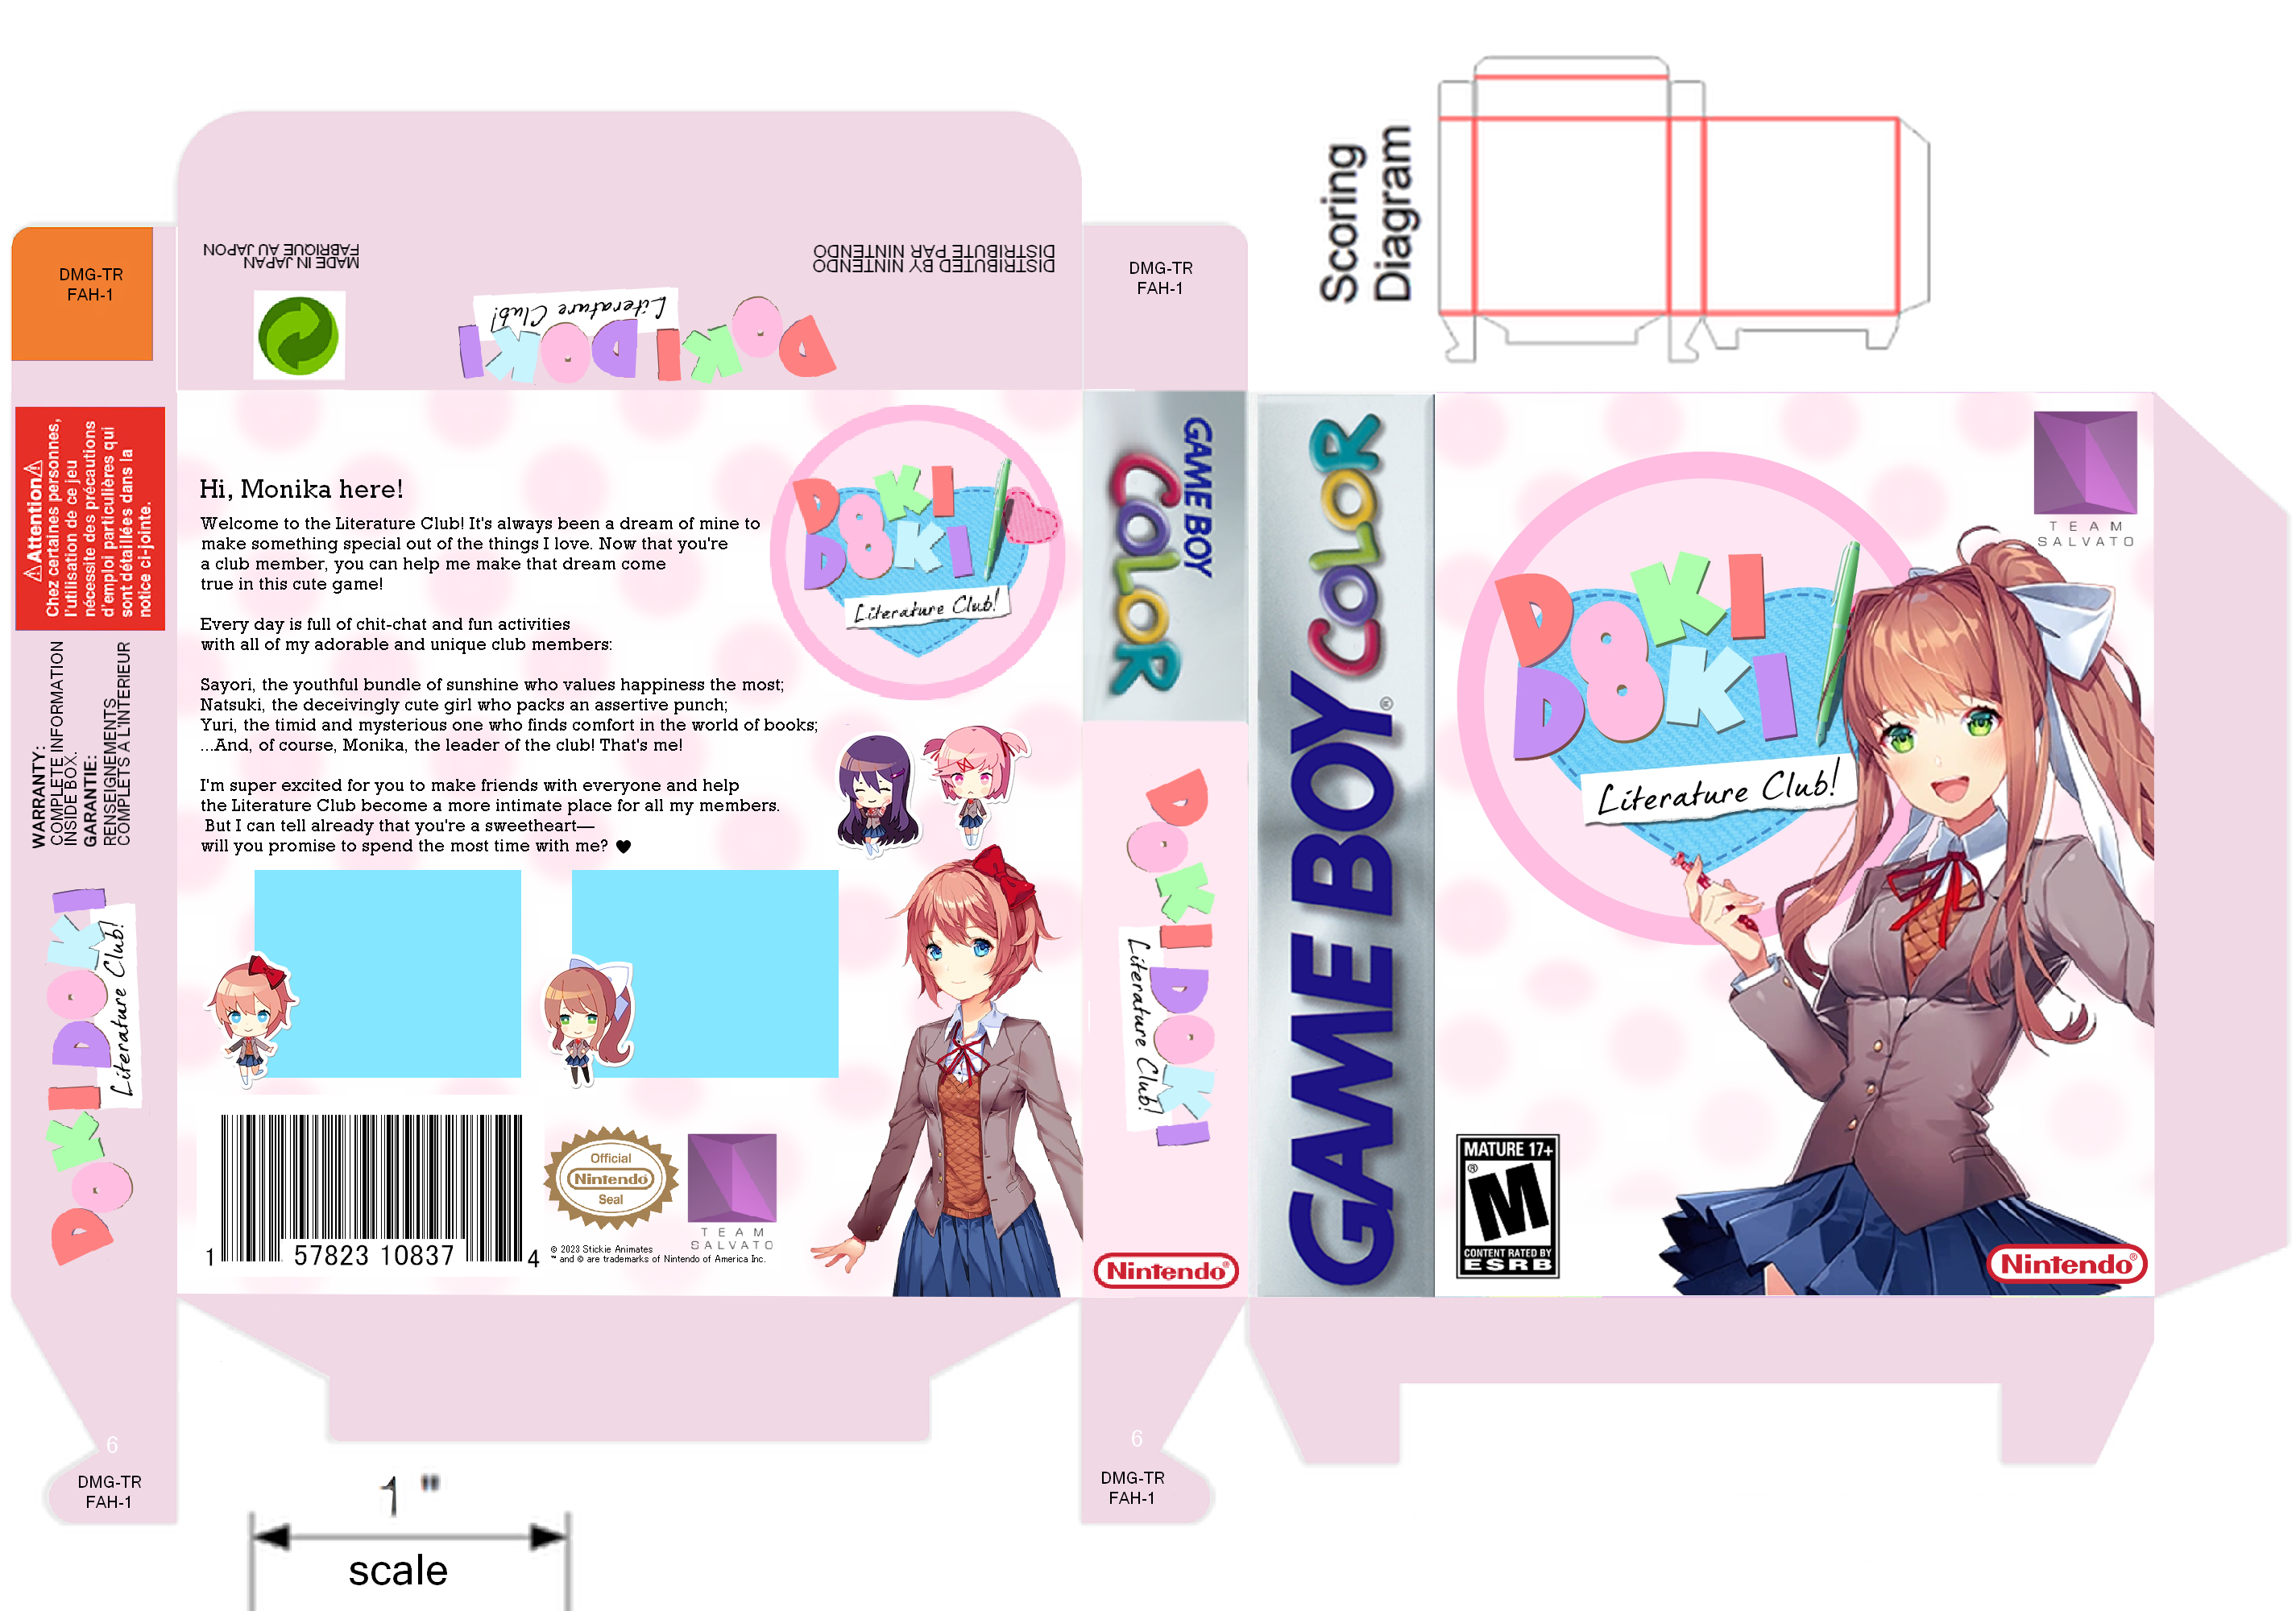 Scoring
Diagram
MADE IN JAPAN
FABRIQUE AU JAPON
DISTRIBUTED BY NINTENDO
DISTRIBUTE PAR NINTENDO
DOKI DOKI
Literature Club!
DMG-TR
FAH-1
DMG-TR
FAH-1
⚠Attention⚠
Chez certaines personnes,
l'utilisation de ce jeu
nécessite des précautions
d'emploi particulières qui
sont détaillées dans la
notice ci-jointe.
WARRANTY:
COMPLETE INFORMATION
INSIDE BOX.
GARANTIE:
RENSEIGNEMENTS
COMPLETS A L'INTERIEUR
DOKI DOKI
Literature Club!
6
DMG-TR
FAH-1
Hi, Monika here!
Welcome to the Literature Club! It's always been a dream of mine to
make something special out of the things I love. Now that you're
a club member, you can help me make that dream come
true in this cute game!
Every day is full of chit-chat and fun activities
with all of my adorable and unique club members:
Sayori, the youthful bundle of sunshine who values happiness the most;
Natsuki, the deceivingly cute girl who packs an assertive punch;
Yuri, the timid and mysterious one who finds comfort in the world of books;
...And, of course, Monika, the leader of the club! That's me!
I'm super excited for you to make friends with everyone and help
the Literature Club become a more intimate place for all my members.
But I can tell already that you're a sweetheart—
will you promise to spend the most time with me? ♥
DOKI
DOKI
Literature Club!
1 57823 10837 4
Official
Nintendo
Seal
TEAM
SALVATO
© 2023 Stickie Animates
™ and © are trademarks of Nintendo of America Inc.
GAME BOY
COLOR
DOKI DOKI
Literature Club!
Nintendo®
6
DMG-TR
FAH-1
GAME BOY® COLOR
TEAM
SALVATO
DOKI
DOKI
Literature Club!
MATURE 17+
®
M
CONTENT RATED BY
ESRB
Nintendo®
1 "
scale